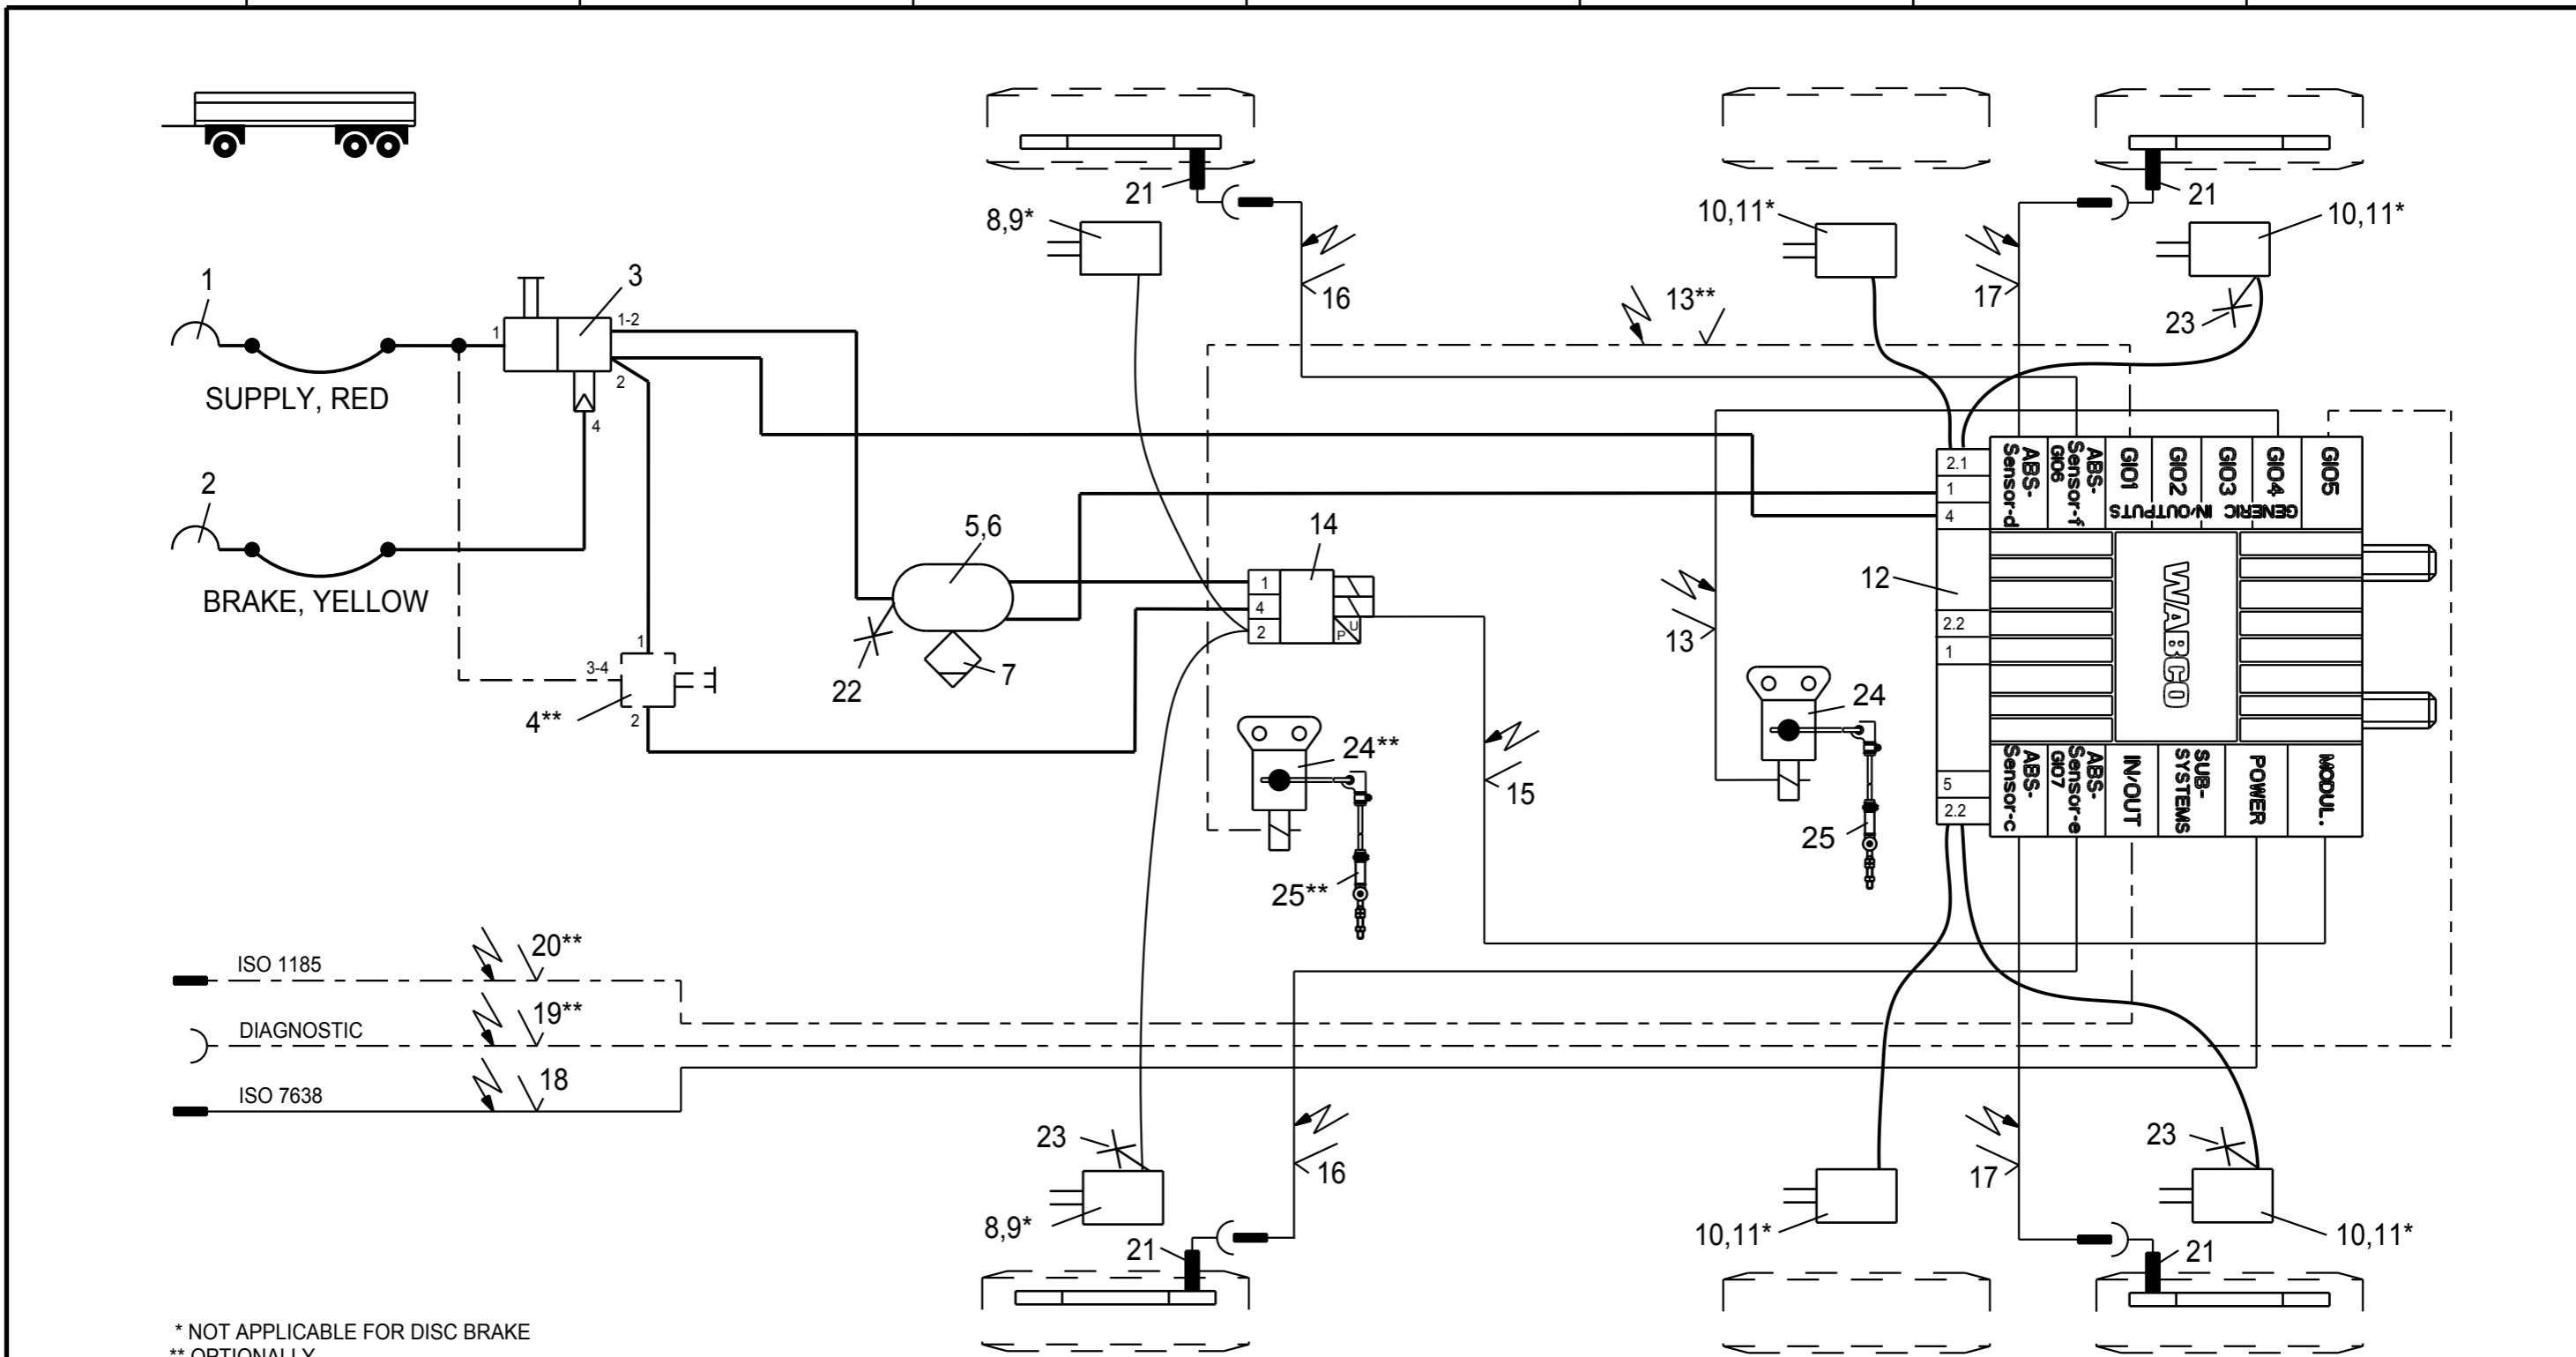 21
8,9*
16
10,11*
17
21
10,11*
23
13**
1
3
1
1-2
2
4
SUPPLY, RED
2
BRAKE, YELLOW
5,6
14
1
4
2
U
P
22
7
1
3-4
2
4**
13
12
24
25
24**
25**
15
2.1
1
4
2.2
1
5
2.2
ABS-
Sensor-d
ABS-
Sensor-f
GIO6
GIO1
GIO2
GIO3
GIO4
GIO5
GENERIC IN/OUTPUTS
WABCO
ABS-
Sensor-c
ABS-
Sensor-e
GIO7
IN/OUT
SUB-
SYSTEMS
POWER
MODUL.
ISO 1185
20**
DIAGNOSTIC
19**
ISO 7638
18
23
8,9*
21
16
10,11*
17
23
21
10,11*
* NOT APPLICABLE FOR DISC BRAKE
** OPTIONALLY